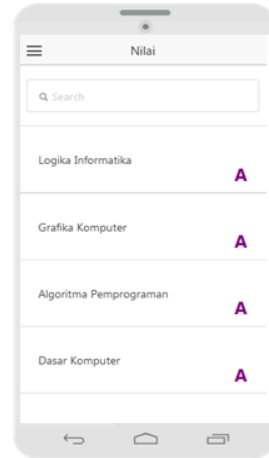 Nilai
Search
Logika Informatika
A
Grafika Komputer
A
Algoritma Pemprograman
A
Dasar Komputer
A